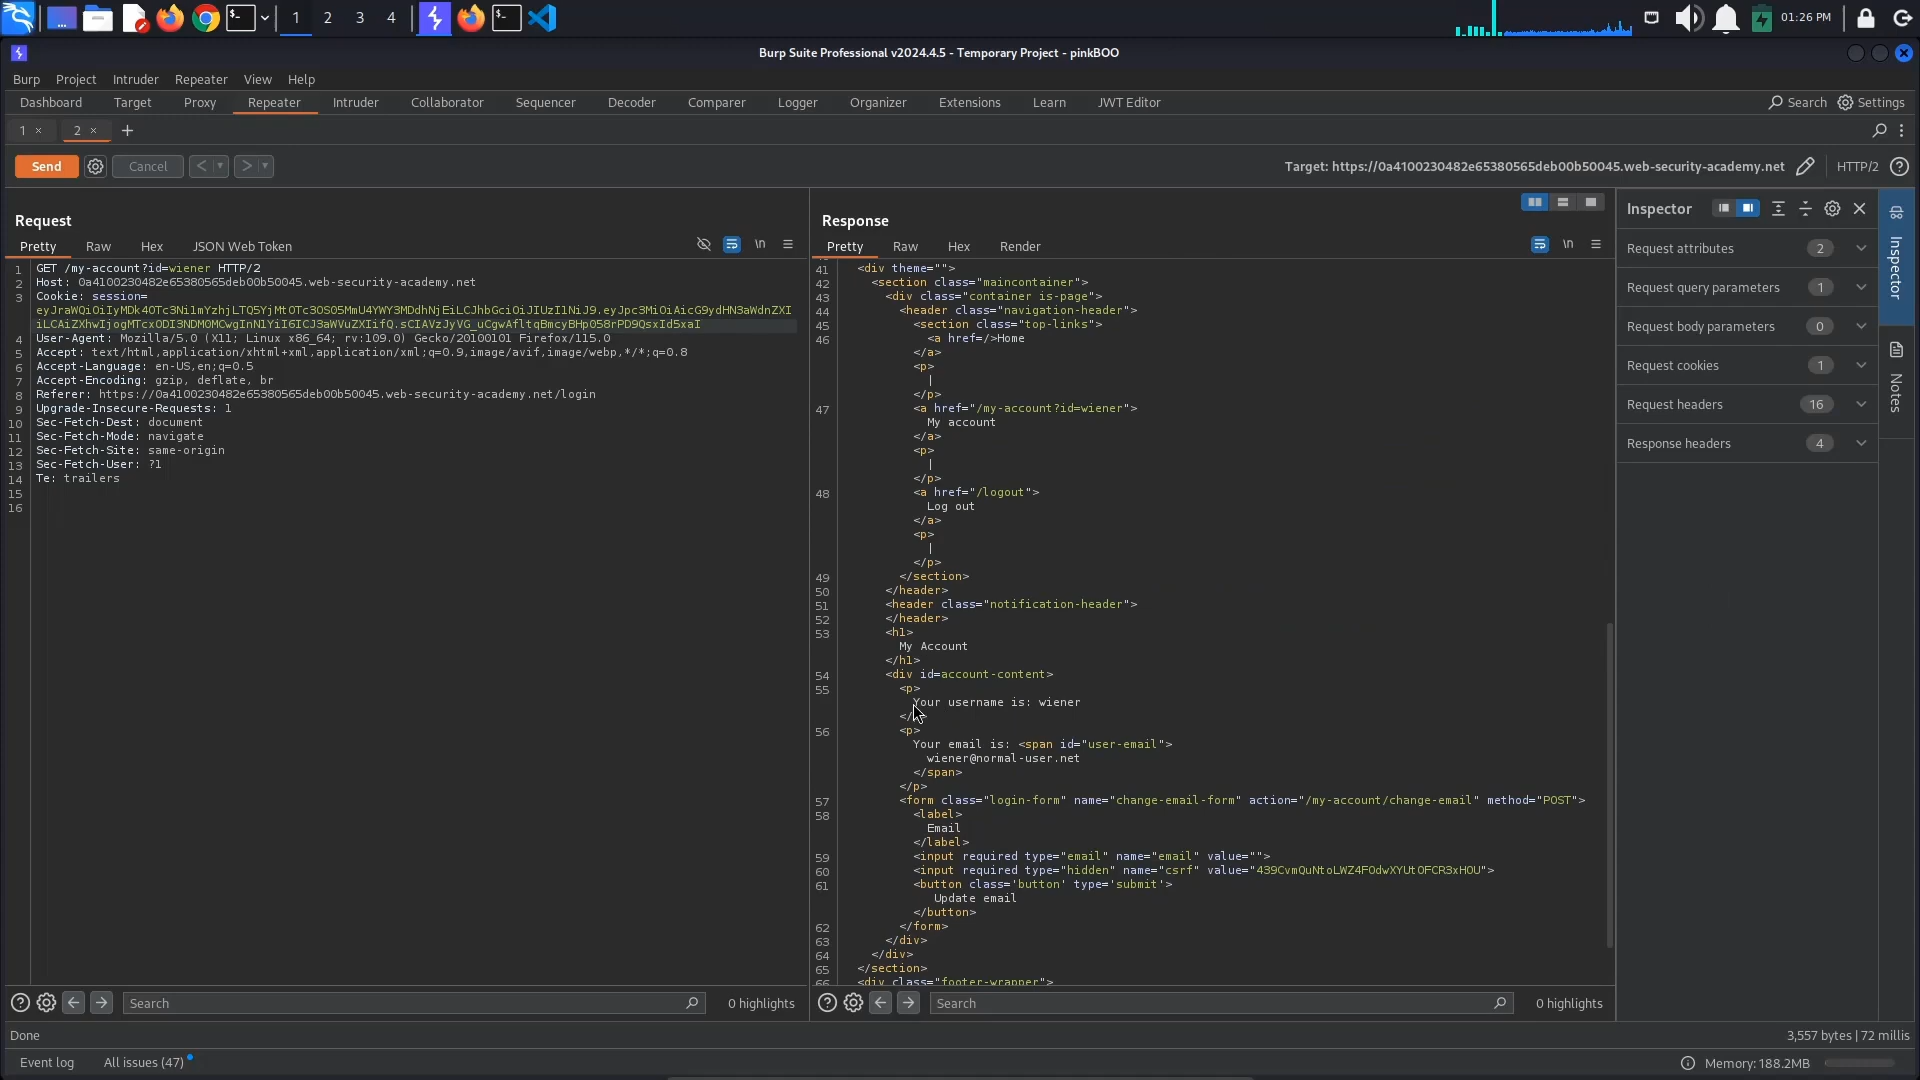 1
2
3
4
01:26 PM
Burp Suite Professional v2024.4.5 - Temporary Project - pinkBOO
Burp Project Intruder Repeater View Help
Dashboard Target Proxy Repeater Intruder Collaborator Sequencer Decoder Comparer Logger Organizer Extensions Learn JWT Editor
Search Settings
1 × 2 × +
Send Cancel < >
Target: https://0a4100230482e65380565deb00b50045.web-security-academy.net HTTP/2
Request
Pretty Raw Hex JSON Web Token \n
1 GET /my-account?id=wiener HTTP/2
2 Host: 0a4100230482e65380565deb00b50045.web-security-academy.net
3 Cookie: session=
4 User-Agent: Mozilla/5.0 (X11; Linux x86_64; rv:109.0) Gecko/20100101 Firefox/115.0
5 Accept: text/html,application/xhtml+xml,application/xml;q=0.9,image/avif,image/webp,*/*;q=0.8
6 Accept-Language: en-US,en;q=0.5
7 Accept-Encoding: gzip, deflate, br
8 Referer: https://0a4100230482e65380565deb00b50045.web-security-academy.net/login
9 Upgrade-Insecure-Requests: 1
10 Sec-Fetch-Dest: document
11 Sec-Fetch-Mode: navigate
12 Sec-Fetch-Site: same-origin
13 Sec-Fetch-User: ?1
14 Te: trailers
15
16
Search 0 highlights
Response
Pretty Raw Hex Render \n
41 <div theme="">
42 <section class="maincontainer">
43 <div class="container is-page">
44 <header class="navigation-header">
45 <section class="top-links">
46 <a href=/>Home
</a>
<p>
|
</p>
47 <a href="/my-account?id=wiener">
My account
</a>
<p>
|
</p>
48 <a href="/logout">
Log out
</a>
<p>
|
</p>
49 </section>
50 </header>
51 <header class="notification-header">
52 </header>
53 <h1>
My Account
</h1>
54 <div id=account-content>
55 <p>
Your username is: wiener
</p>
56 <p>
Your email is: <span id="user-email">
wiener@normal-user.net
</span>
</p>
57 <form class="login-form" name="change-email-form" action="/my-account/change-email" method="POST">
58 <label>
Email
</label>
59 <input required type="email" name="email" value="">
60 <input required type="hidden" name="csrf" value="439CvmQuNtoLWZ4FOdwXYUtOFCR3xHOU">
61 <button class='button' type='submit'>
Update email
</button>
62 </form>
63 </div>
64 </div>
65 </section>
66 <div class="footer-wrapper">
Search 0 highlights
Inspector
Request attributes 2
Request query parameters 1
Request body parameters 0
Request cookies 1
Request headers 16
Response headers 4
Inspector
Notes
Done
3,557 bytes | 72 millis
Event log All issues (47)
Memory: 188.2MB